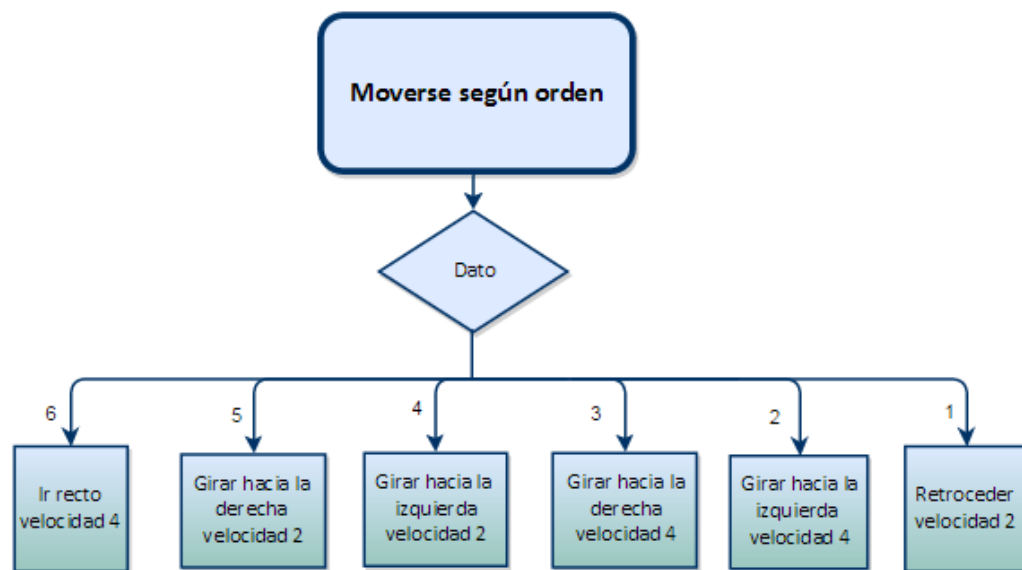 Moverse según orden
Dato
6
5
4
3
2
1
Ir recto
velocidad 4
Girar hacia la
derecha
velocidad 2
Girar hacia la
izquierda
velocidad 2
Girar hacia la
derecha
velocidad 4
Girar hacia la
izquierda
velocidad 4
Retroceder
velocidad 2